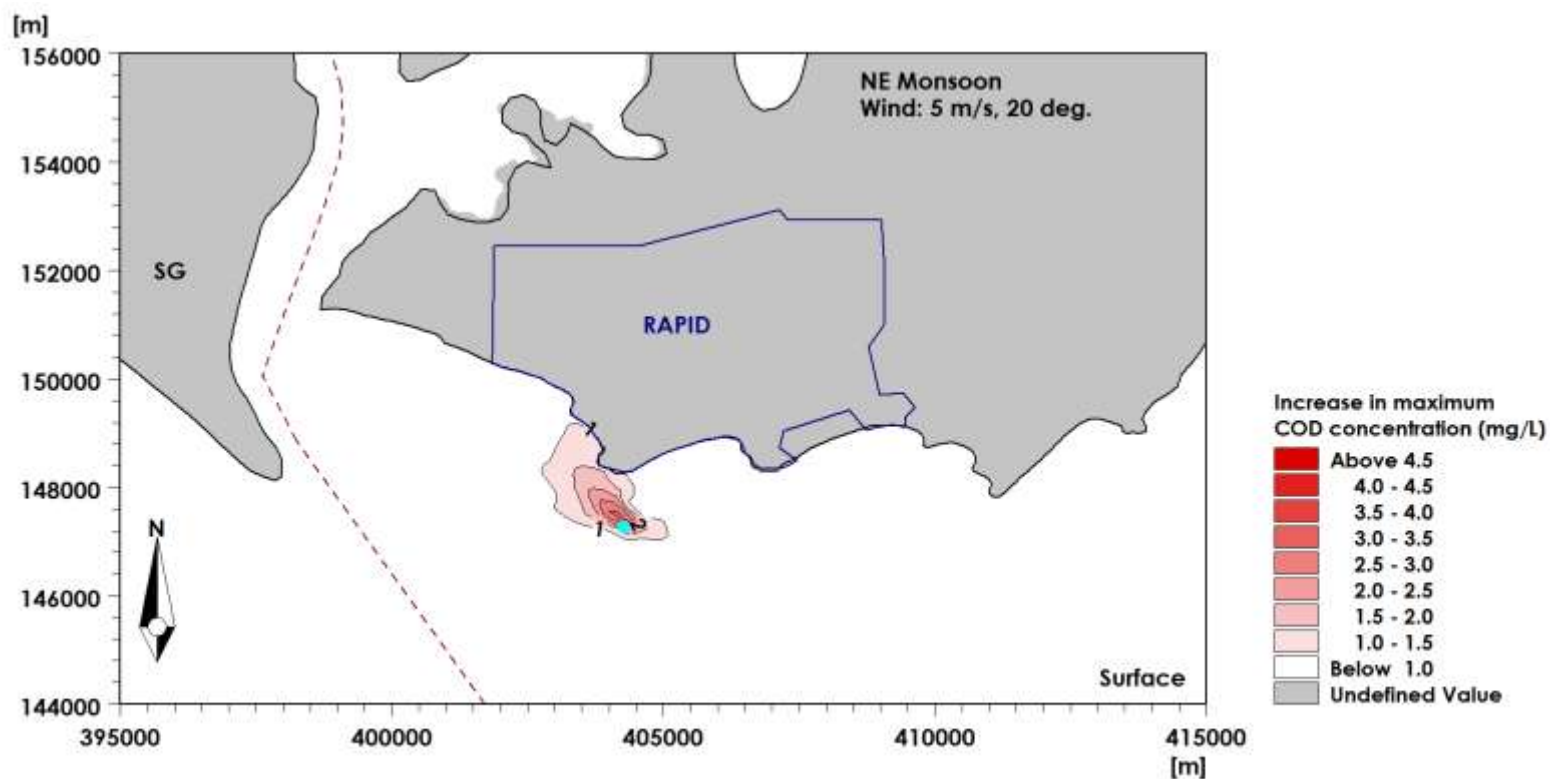 [m]
156000
154000
152000
150000
148000
146000
144000
NE Monsoon
Wind: 5 m/s, 20 deg.
SG
RAPID
1
1
2
N
Surface
395000
400000
405000
410000
415000
[m]
Increase in maximum
COD concentration (mg/L)
Above 4.5
4.0 - 4.5
3.5 - 4.0
3.0 - 3.5
2.5 - 3.0
2.0 - 2.5
1.5 - 2.0
1.0 - 1.5
Below 1.0
Undefined Value